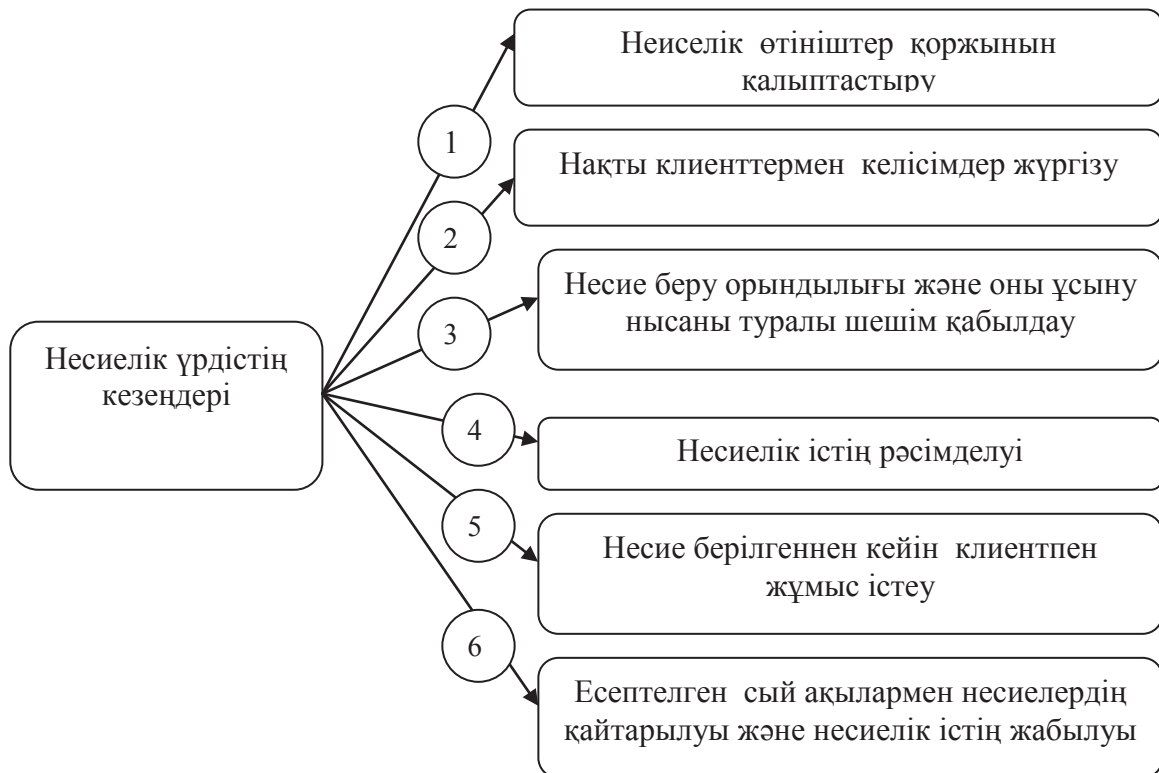 Несиелік үрдістің
кезеңдері
1
Неиселік өтініштер қоржынын
қалыптастыру
2
Нақты клиенттермен келісімдер жүргізу
3
Несие беру орындылығы және оны ұсыну
нысаны туралы шешім қабылдау
4
Несиелік істің рәсімделуі
5
Несие берілгеннен кейін клиентпен
жұмыс істеу
6
Есептелген сый ақылармен несиелердің
қайтарылуы және несиелік істің жабылуы